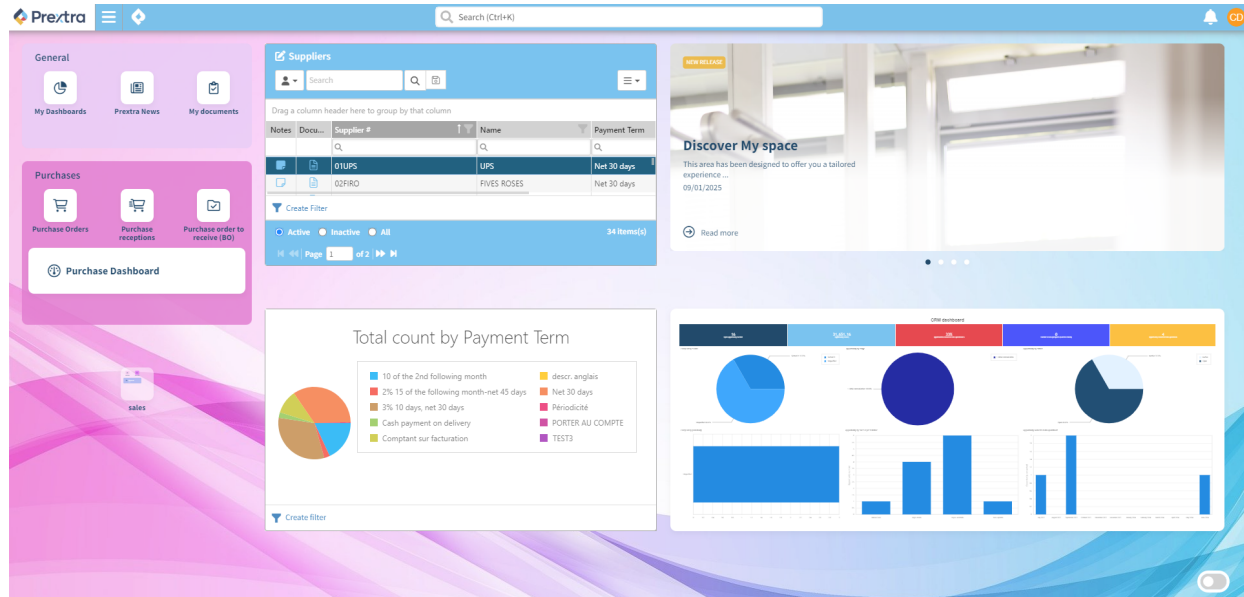 Prextra
Search (Ctrl+K)
CD
General
My Dashboards
Prextra News
My documents
Purchases
Purchase Orders
Purchase
receptions
Purchase order to
receive (BO)
Purchase Dashboard
sales
Suppliers
Search
Drag a column header here to group by that column
Notes Docu... Supplier # Name Payment Term
01UPS UPS Net 30 days
02FIRO FIVES ROSES Net 30 days
Create Filter
Active Inactive All 34 items(s)
Page 1 of 2
NEW RELEASE
Discover My space
This area has been designed to offer you a tailored
experience ...
09/01/2025
Read more
Total count by Payment Term
10 of the 2nd following month
2% 15 of the following month-net 45 days
3% 10 days, net 30 days
Cash payment on delivery
Comptant sur facturation
descr. anglais
Net 30 days
Périodicité
PORTER AU COMPTE
TEST3
Create filter
CRM dashboard